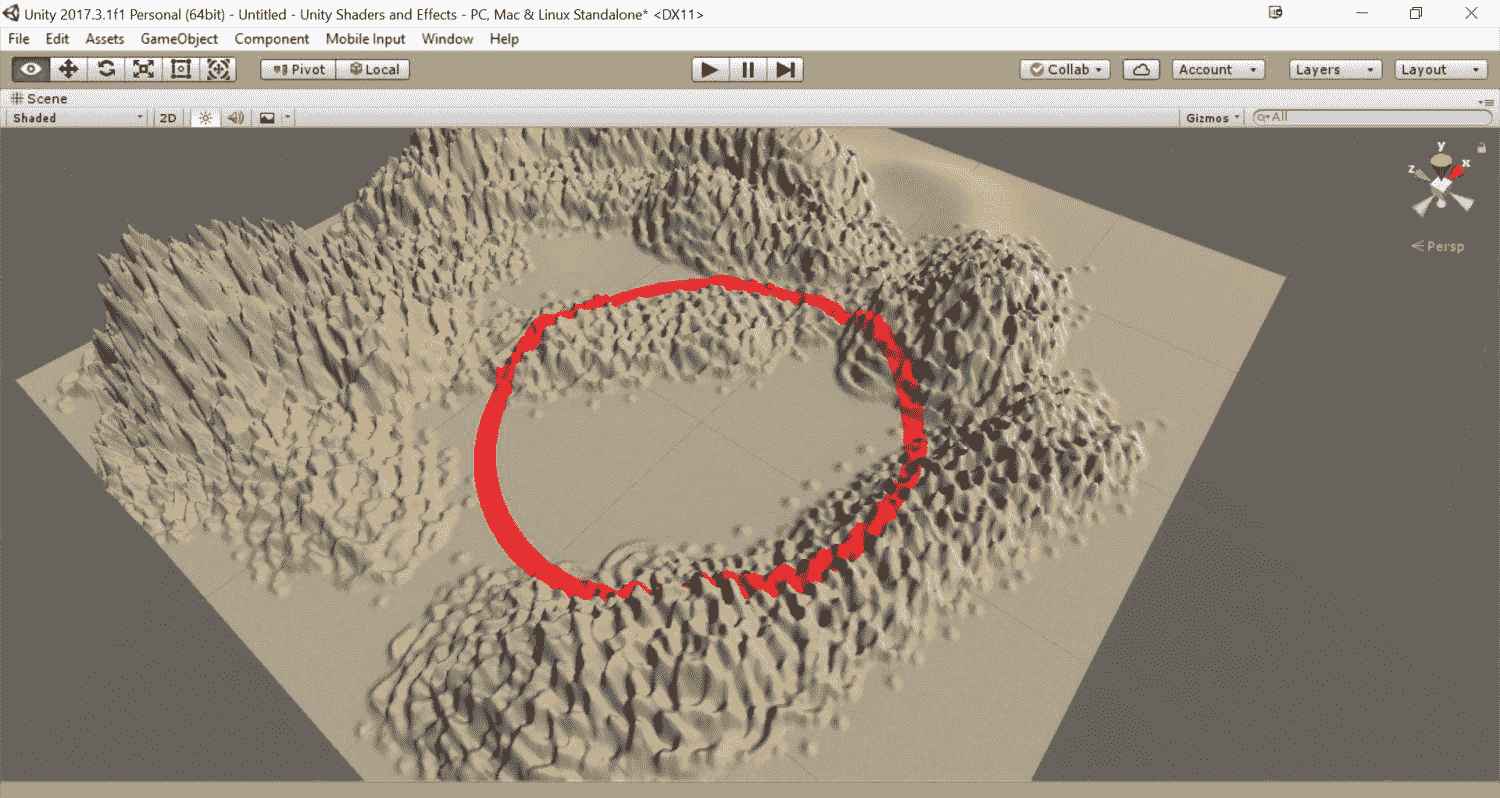 Unity 2017.3.1f1 Personal (64bit) - Untitled - Unity Shaders and Effects - PC, Mac & Linux Standalone* <DX11>
File Edit Assets GameObject Component Mobile Input Window Help
Pivot Local Collab Account Layers Layout
Scene
Shaded 2D Gizmos All
y
x
z
Persp